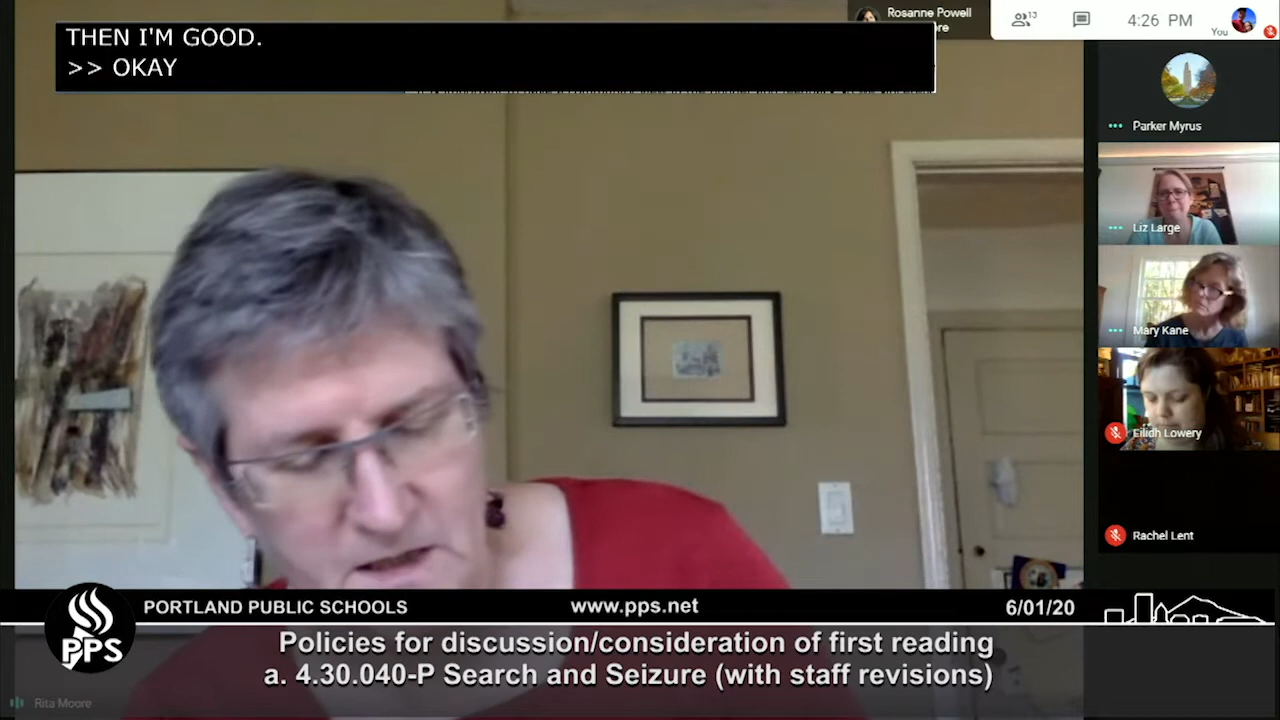 THEN I'M GOOD.
>> OKAY
Rosanne Powell
13
4:26 PM
You
Parker Myrus
Liz Large
Mary Kane
Eilidh Lowery
Rachel Lent
PORTLAND PUBLIC SCHOOLS
www.pps.net
6/01/20
PPS
Policies for discussion/consideration of first reading
a. 4.30.040-P Search and Seizure (with staff revisions)
Rita Moore